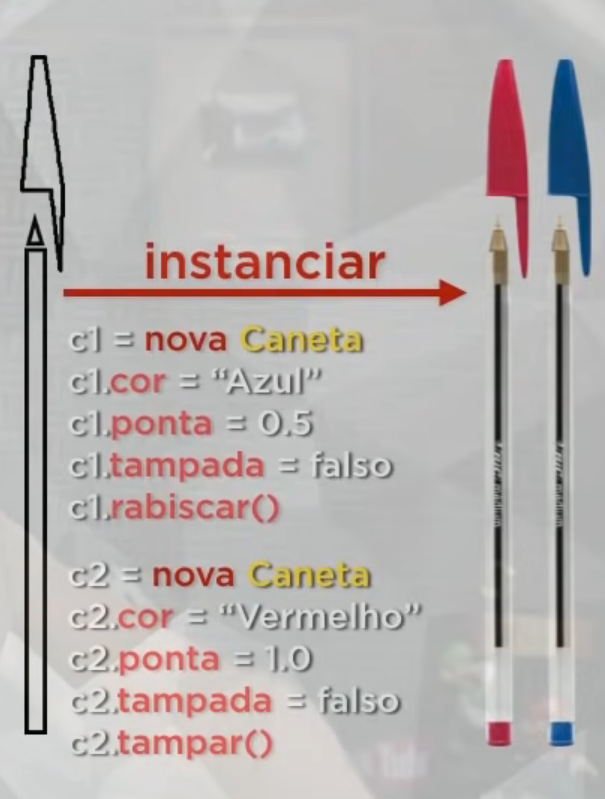 instanciar
c1 = nova Caneta
c1.cor = “Azul”
c1.ponta = 0.5
c1.tampada = falso
c1.rabiscar()
c2 = nova Caneta
c2.cor = “Vermelho”
c2.ponta = 1.0
c2.tampada = falso
c2.tampar()